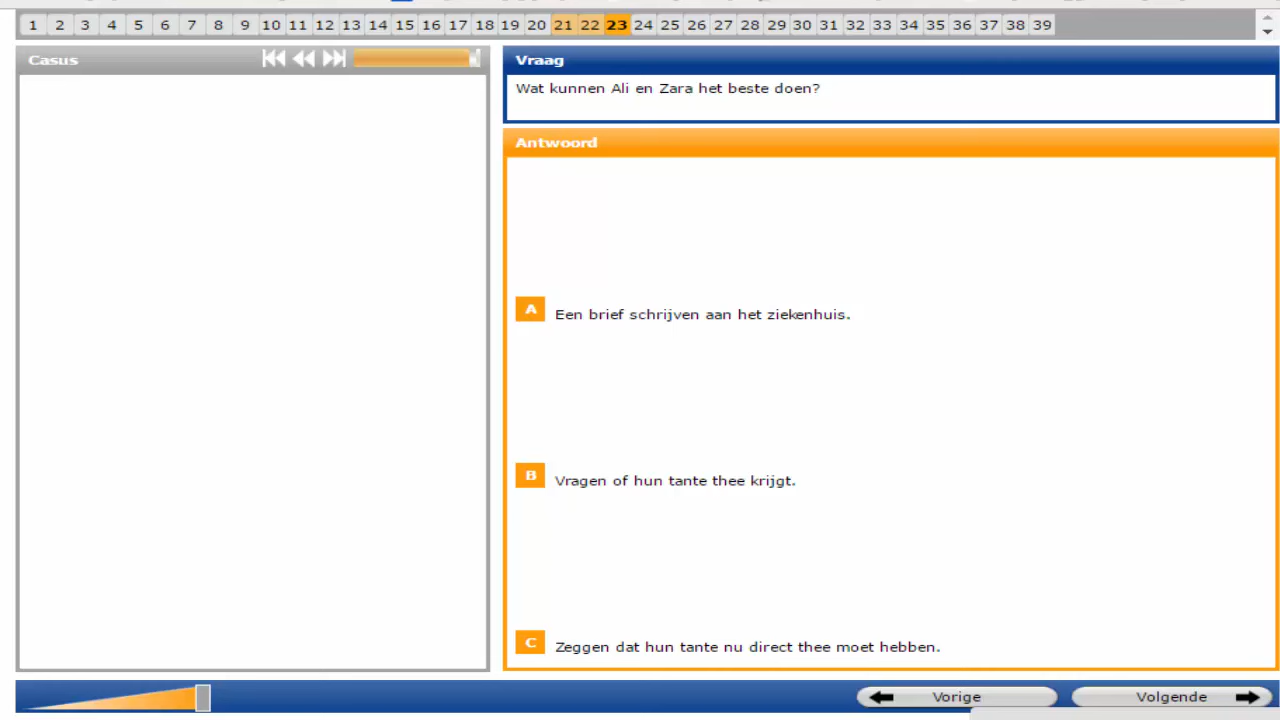 1 2 3 4 5 6 7 8 9 10 11 12 13 14 15 16 17 18 19 20 21 22 23 24 25 26 27 28 29 30 31 32 33 34 35 36 37 38 39
Casus
Vraag
Wat kunnen Ali en Zara het beste doen?
Antwoord
A Een brief schrijven aan het ziekenhuis.
B Vragen of hun tante thee krijgt.
C Zeggen dat hun tante nu direct thee moet hebben.
Vorige
Volgende